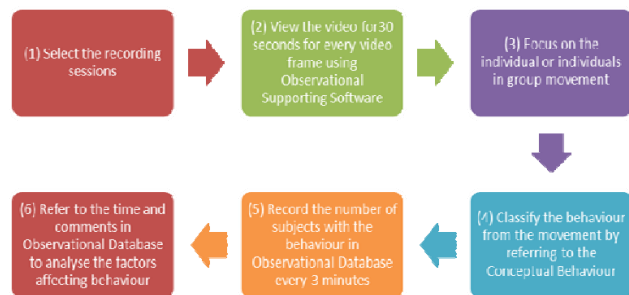 (1) Select the recording
sessions
(2) View the video for30
seconds for every video
frame using
Observational
Supporting Software
(3) Focus on the
individual or individuals
in group movement
(4) Classify the behaviour
from the movement by
referring to the
Conceptual Behaviour
(5) Record the number of
subjects with the
behaviour in
Observational Database
every 3 minutes
(6) Refer to the time and
comments in
Observational Database
to analyse the factors
affecting behaviour